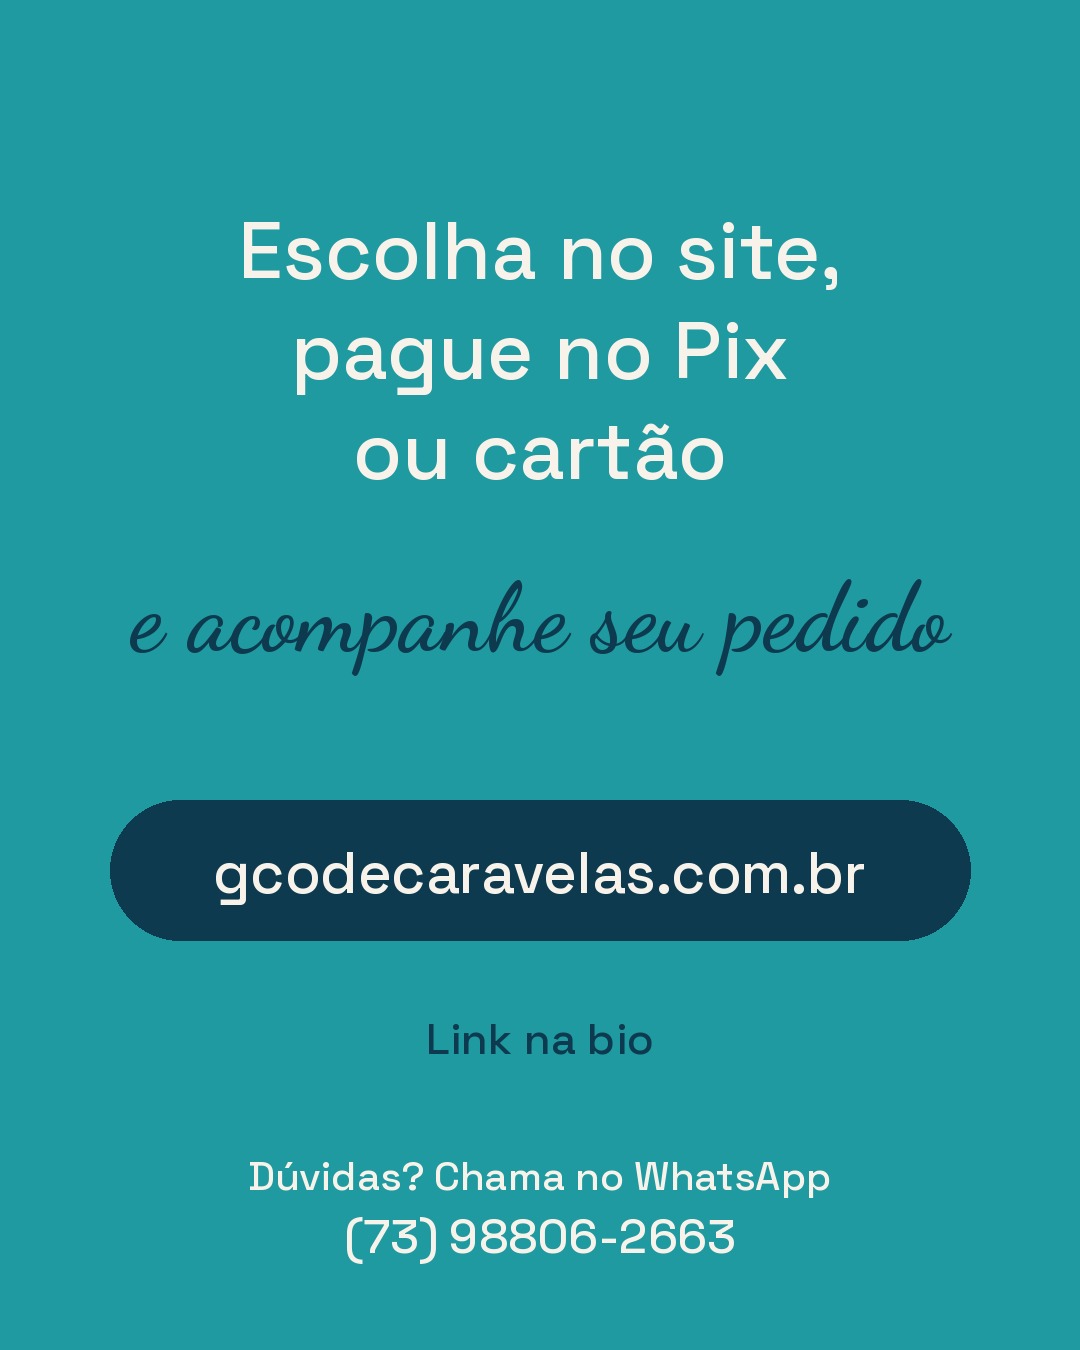 Escolha no site,
pague no Pix
ou cartão
e acompanhe seu pedido
gcodecaravelas.com.br
Link na bio
Dúvidas? Chama no WhatsApp
(73) 98806-2663